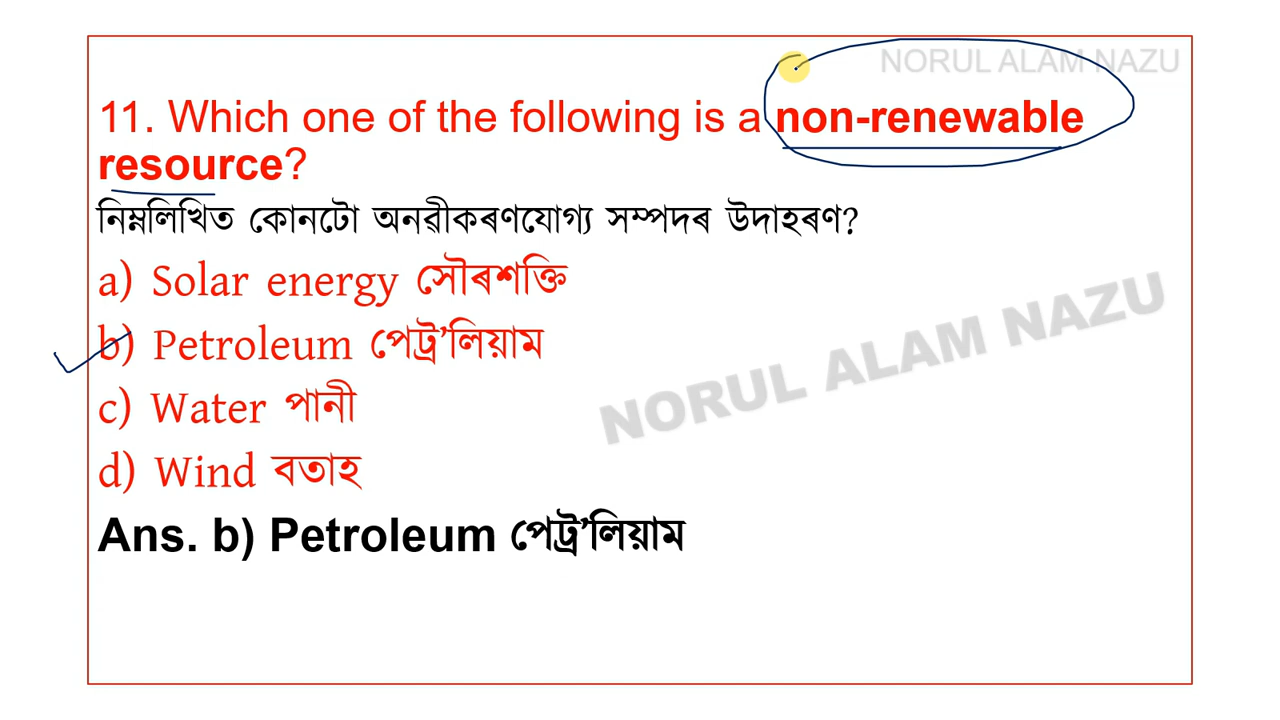 NORUL ALAM NAZU
11. Which one of the following is a non-renewable
resource?
নিম্নলিখিত কোনটো অনৱীকৰণযোগ্য সম্পদৰ উদাহৰণ?
a) Solar energy সৌৰশক্তি
b) Petroleum পেট্ৰ’লিয়াম
c) Water পানী
d) Wind বতাহ
NORUL ALAM NAZU
Ans. b) Petroleum পেট্ৰ’লিয়াম